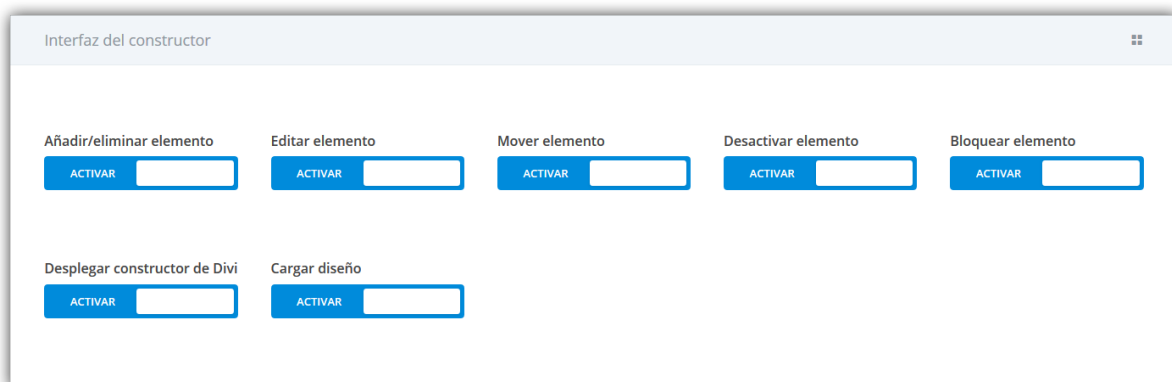 Interfaz del constructor
Añadir/eliminar elemento
Editar elemento
Mover elemento
Desactivar elemento
Bloquear elemento
ACTIVAR
ACTIVAR
ACTIVAR
ACTIVAR
ACTIVAR
Desplegar constructor de Divi
Cargar diseño
ACTIVAR
ACTIVAR